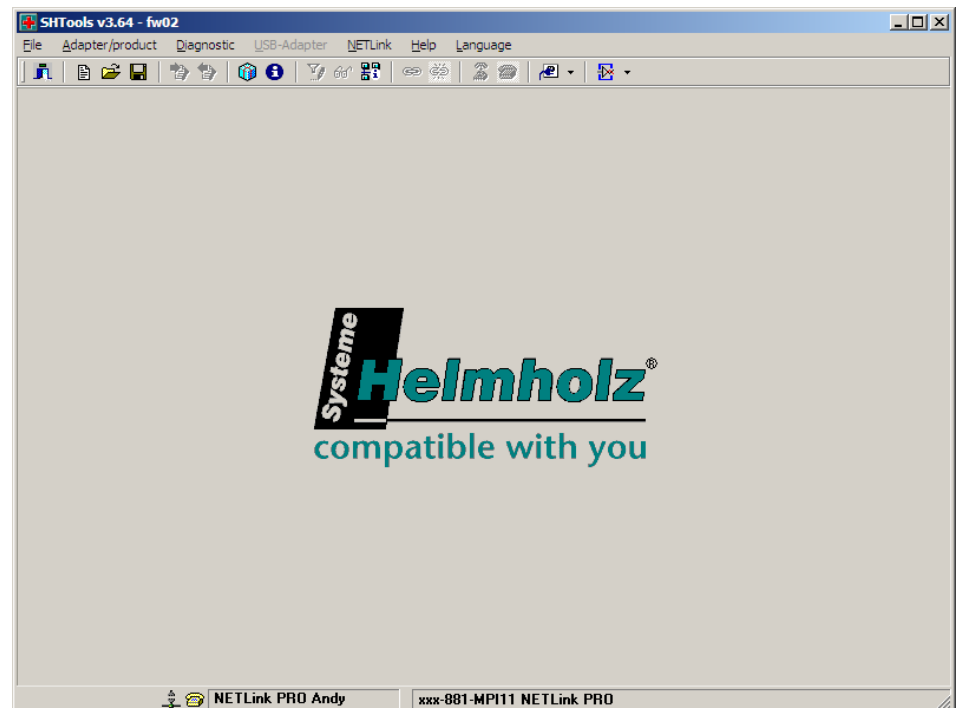 SHTools v3.64 - fw02
File Adapter/product Diagnostic USB-Adapter NETLink Help Language
Systeme
Helmholz®
compatible with you
NETLink PRO Andy xxx-881-MPI11 NETLink PRO